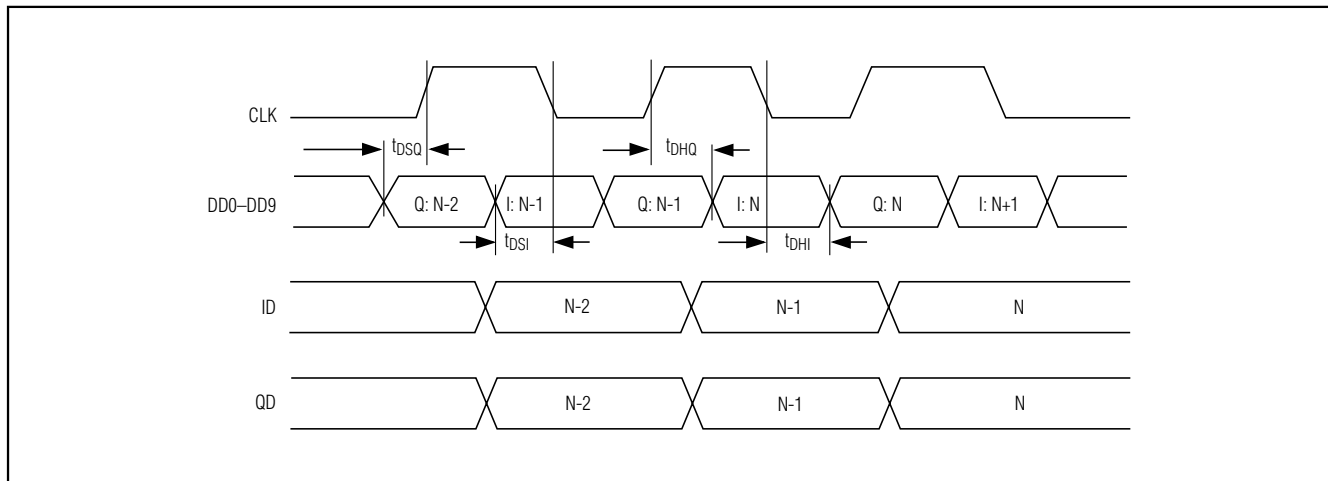 CLK
tDSQ
tDHQ
DD0–DD9
Q: N-2
I: N-1
Q: N-1
I: N
Q: N
I: N+1
tDSI
tDHI
ID
N-2
N-1
N
QD
N-2
N-1
N